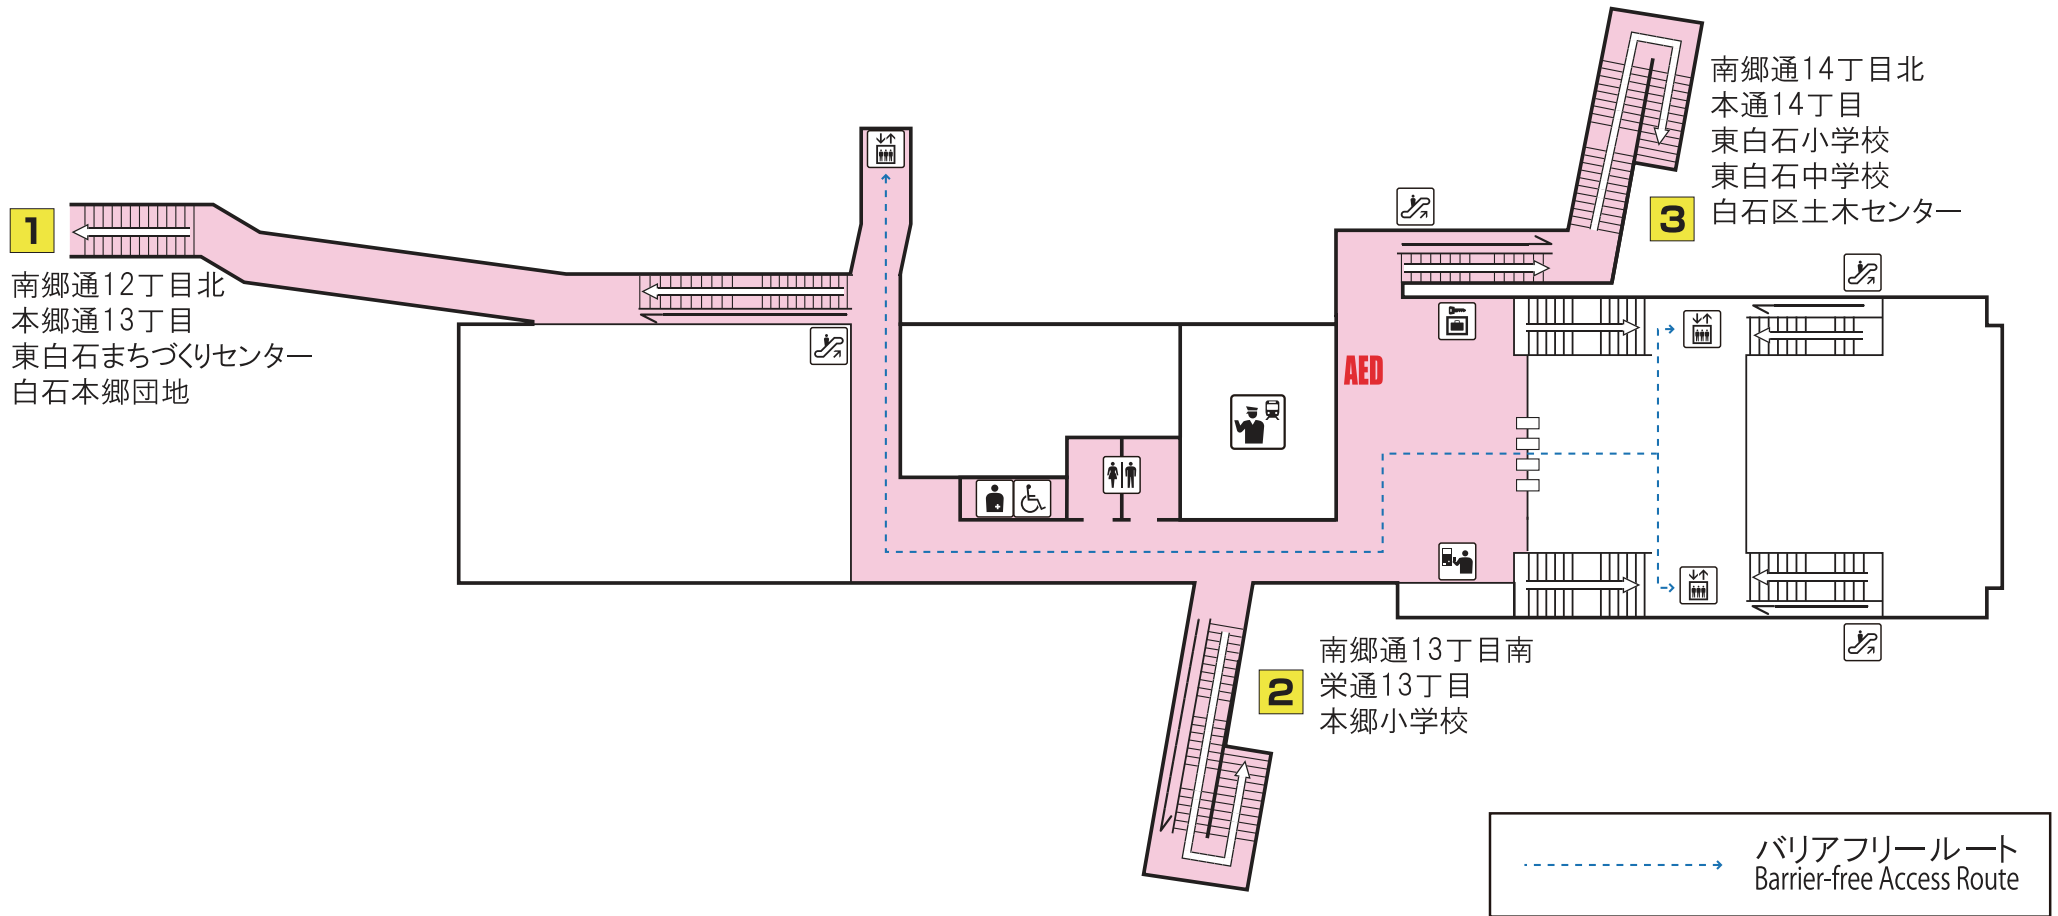 1
南郷通12丁目北
本郷通13丁目
東白石まちづくりセンター
白石本郷団地
3
南郷通14丁目北
本通14丁目
東白石小学校
東白石中学校
白石区土木センター
AED
2
南郷通13丁目南
栄通13丁目
本郷小学校
バリアフリールート
Barrier-free Access Route